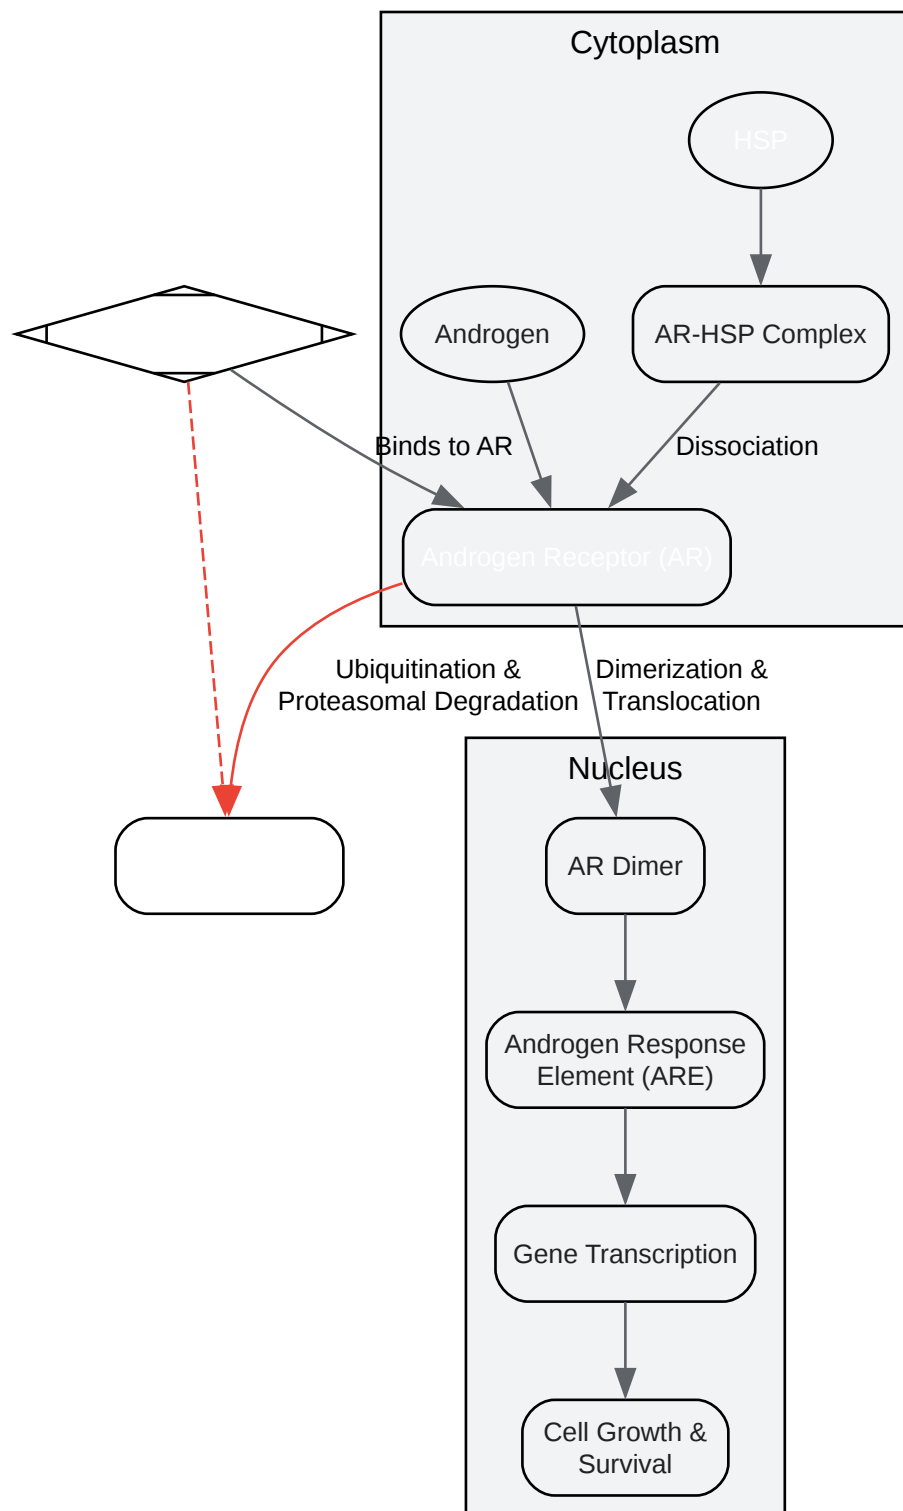 Cytoplasm
HSP
Androgen
AR-HSP Complex
Binds to AR
Dissociation
Androgen Receptor (AR)
Ubiquitination &
Proteasomal Degradation
Dimerization &
Translocation
Nucleus
AR Dimer
Androgen Response
Element (ARE)
Gene Transcription
Cell Growth &
Survival